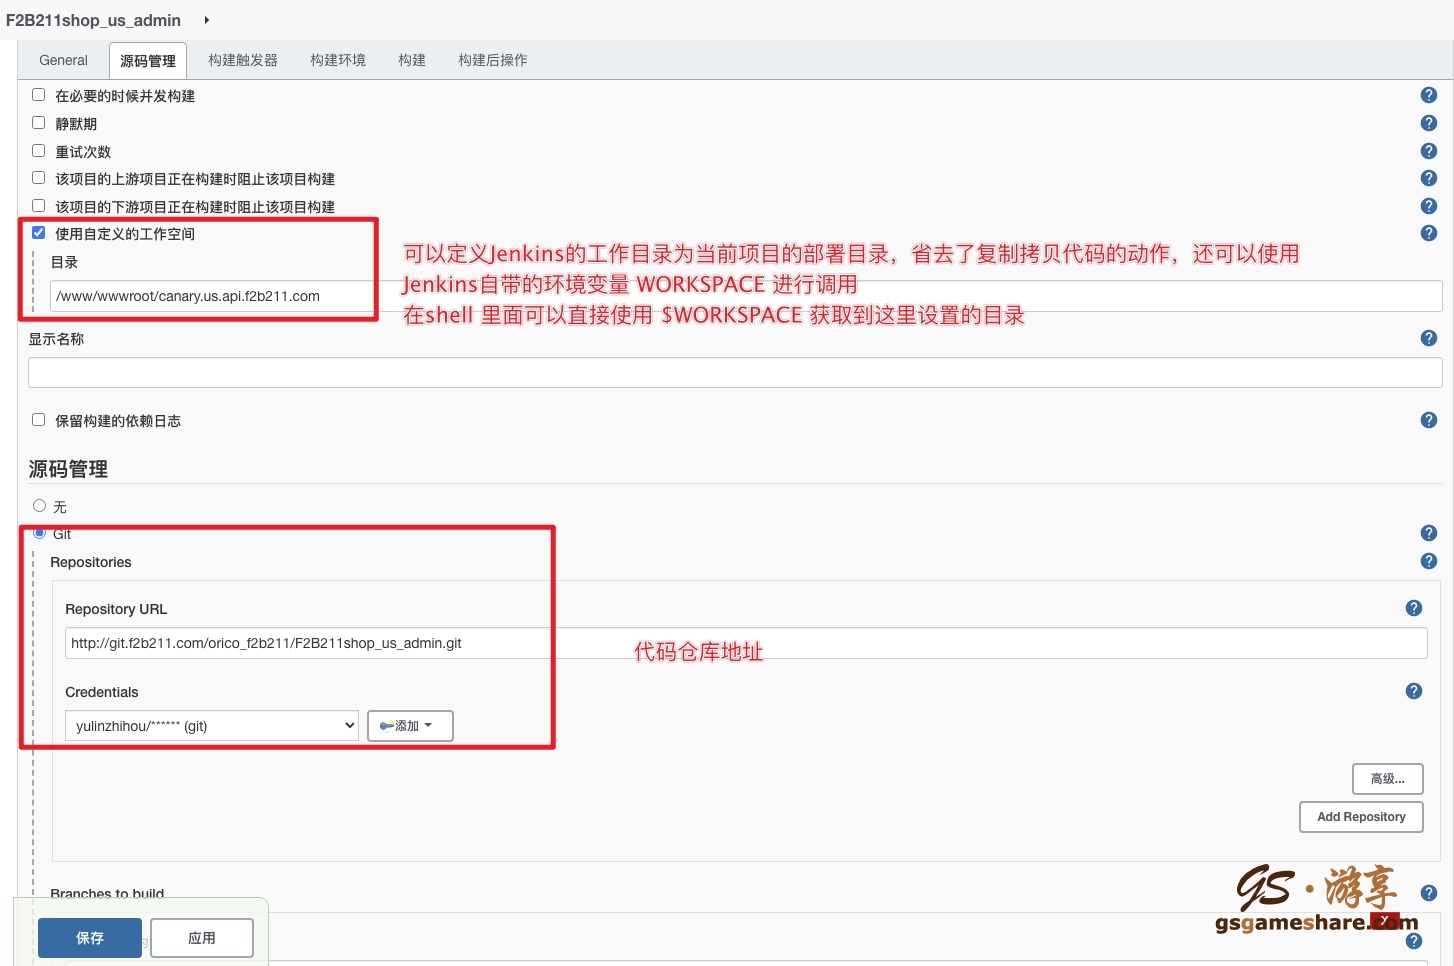 F2B211shop_us_admin
General 源码管理 构建触发器 构建环境 构建 构建后操作
在必要的时候并发构建
静默期
重试次数
该项目的上游项目正在构建时阻止该项目构建
该项目的下游项目正在构建时阻止该项目构建
使用自定义的工作空间
目录
/www/wwwroot/canary.us.api.f2b211.com
可以定义Jenkins的工作目录为当前项目的部署目录，省去了复制拷贝代码的动作，还可以使用
Jenkins自带的环境变量 WORKSPACE 进行调用
在shell 里面可以直接使用 $WORKSPACE 获取到这里设置的目录
显示名称
保留构建的依赖日志
源码管理
无
Git
Repositories
Repository URL
http://git.f2b211.com/orico_f2b211/F2B211shop_us_admin.git
代码仓库地址
Credentials
yulinzhihou/****** (git)
添加
高级...
Add Repository
Branches to build
保存 应用
GS·游享
gsgameshare.com